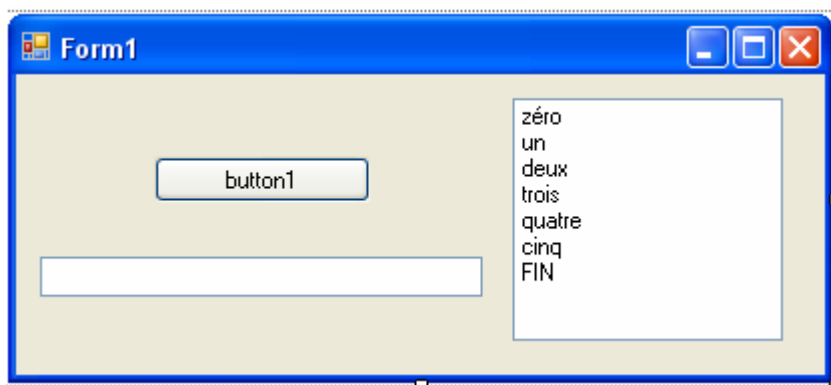 Form1
button1
zéro
un
deux
trois
quatre
cinq
FIN